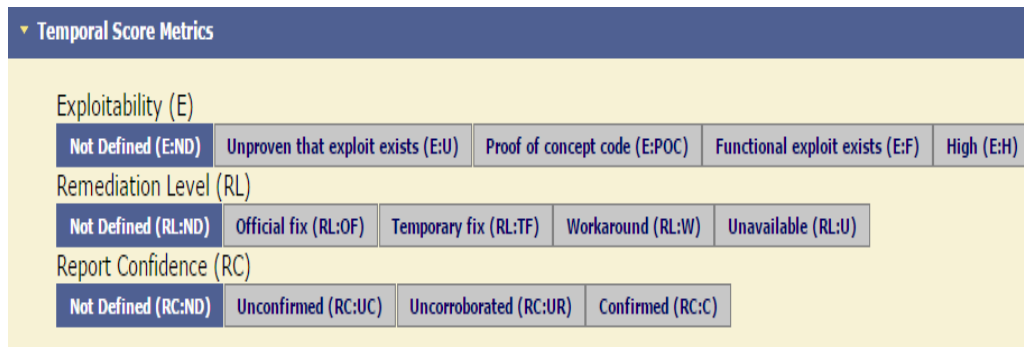 Temporal Score Metrics
Exploitability (E)
Not Defined (E:ND) Unproven that exploit exists (E:U) Proof of concept code (E:POC) Functional exploit exists (E:F) High (E:H)
Remediation Level (RL)
Not Defined (RL:ND) Official fix (RL:OF) Temporary fix (RL:TF) Workaround (RL:W) Unavailable (RL:U)
Report Confidence (RC)
Not Defined (RC:ND) Unconfirmed (RC:UC) Uncorroborated (RC:UR) Confirmed (RC:C)